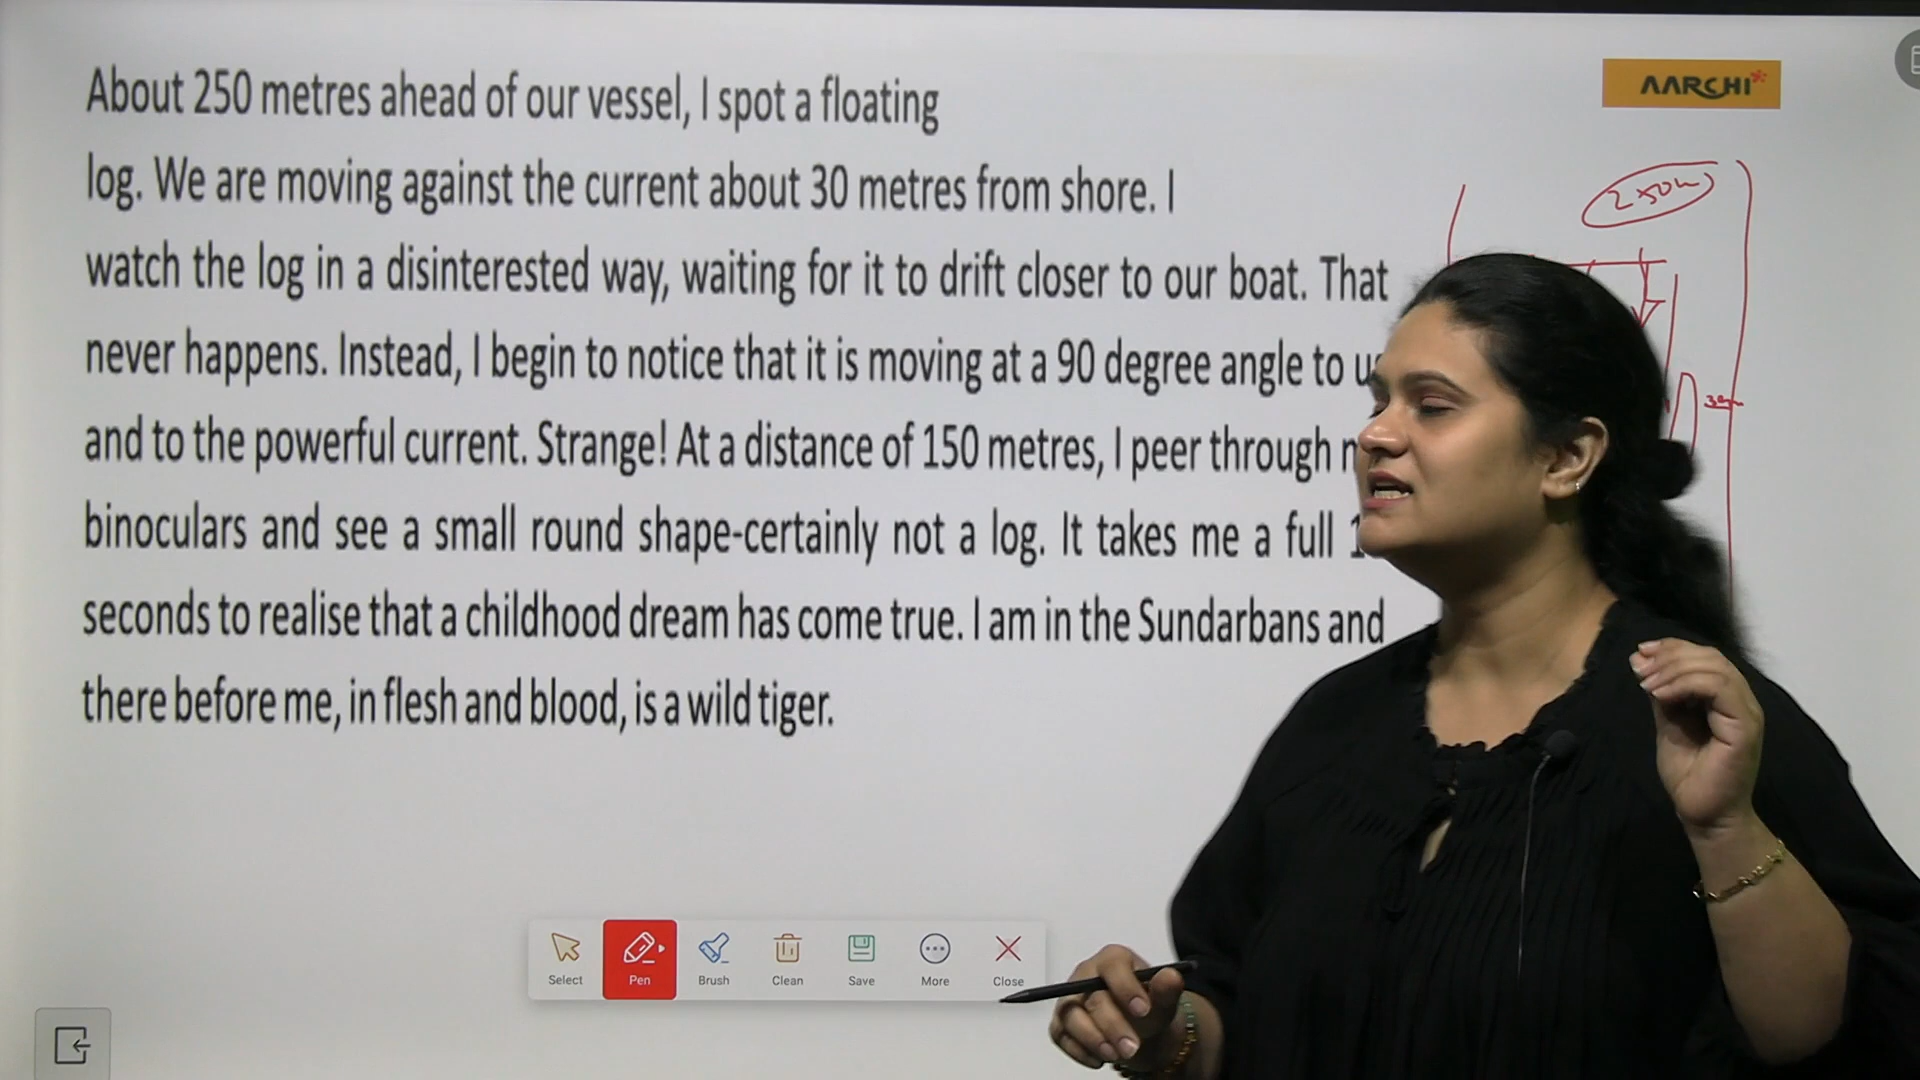 About 250 metres ahead of our vessel, I spot a floating
log. We are moving against the current about 30 metres from shore. I
watch the log in a disinterested way, waiting for it to drift closer to our boat. That
never happens. Instead, I begin to notice that it is moving at a 90 degree angle to
and to the powerful current. Strange! At a distance of 150 metres, I peer through
binoculars and see a small round shape-certainly not a log. It takes me a full
seconds to realise that a childhood dream has come true. I am in the Sundarbans and
there before me, in flesh and blood, is a wild tiger.
AARCHI
250m
Select
Pen
Brush
Clean
Save
More
Close